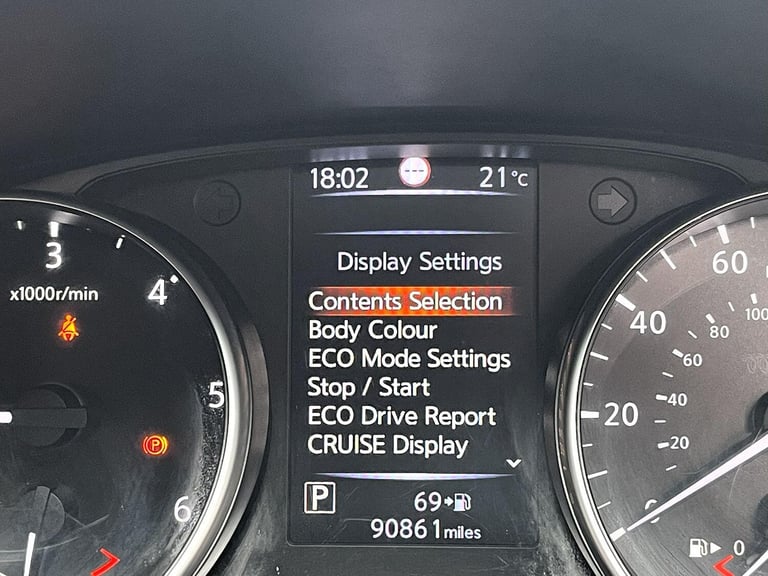 18:02 --- 21°C
Display Settings
Contents Selection
Body Colour
ECO Mode Settings
Stop / Start
ECO Drive Report
CRUISE Display
P 69
90861 miles
3
4
5
6
x1000r/min
P
60
40
20
0
100
80
60
40
20
0